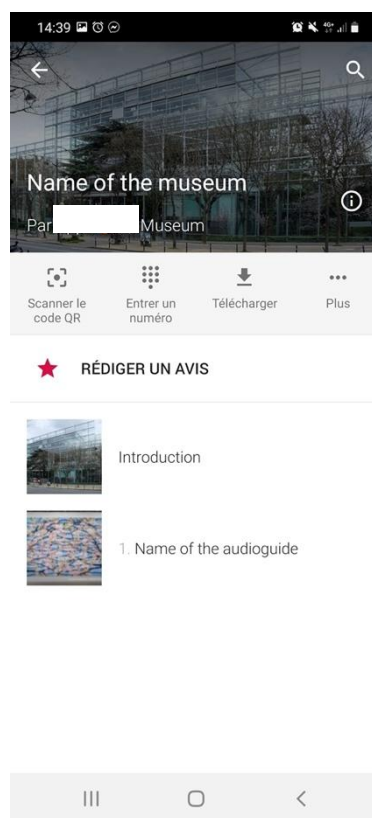 14:39
4G+
Name of the museum
Par Museum
Scanner le code QR
Entrer un numéro
Télécharger
Plus
RÉDIGER UN AVIS
Introduction
1. Name of the audioguide